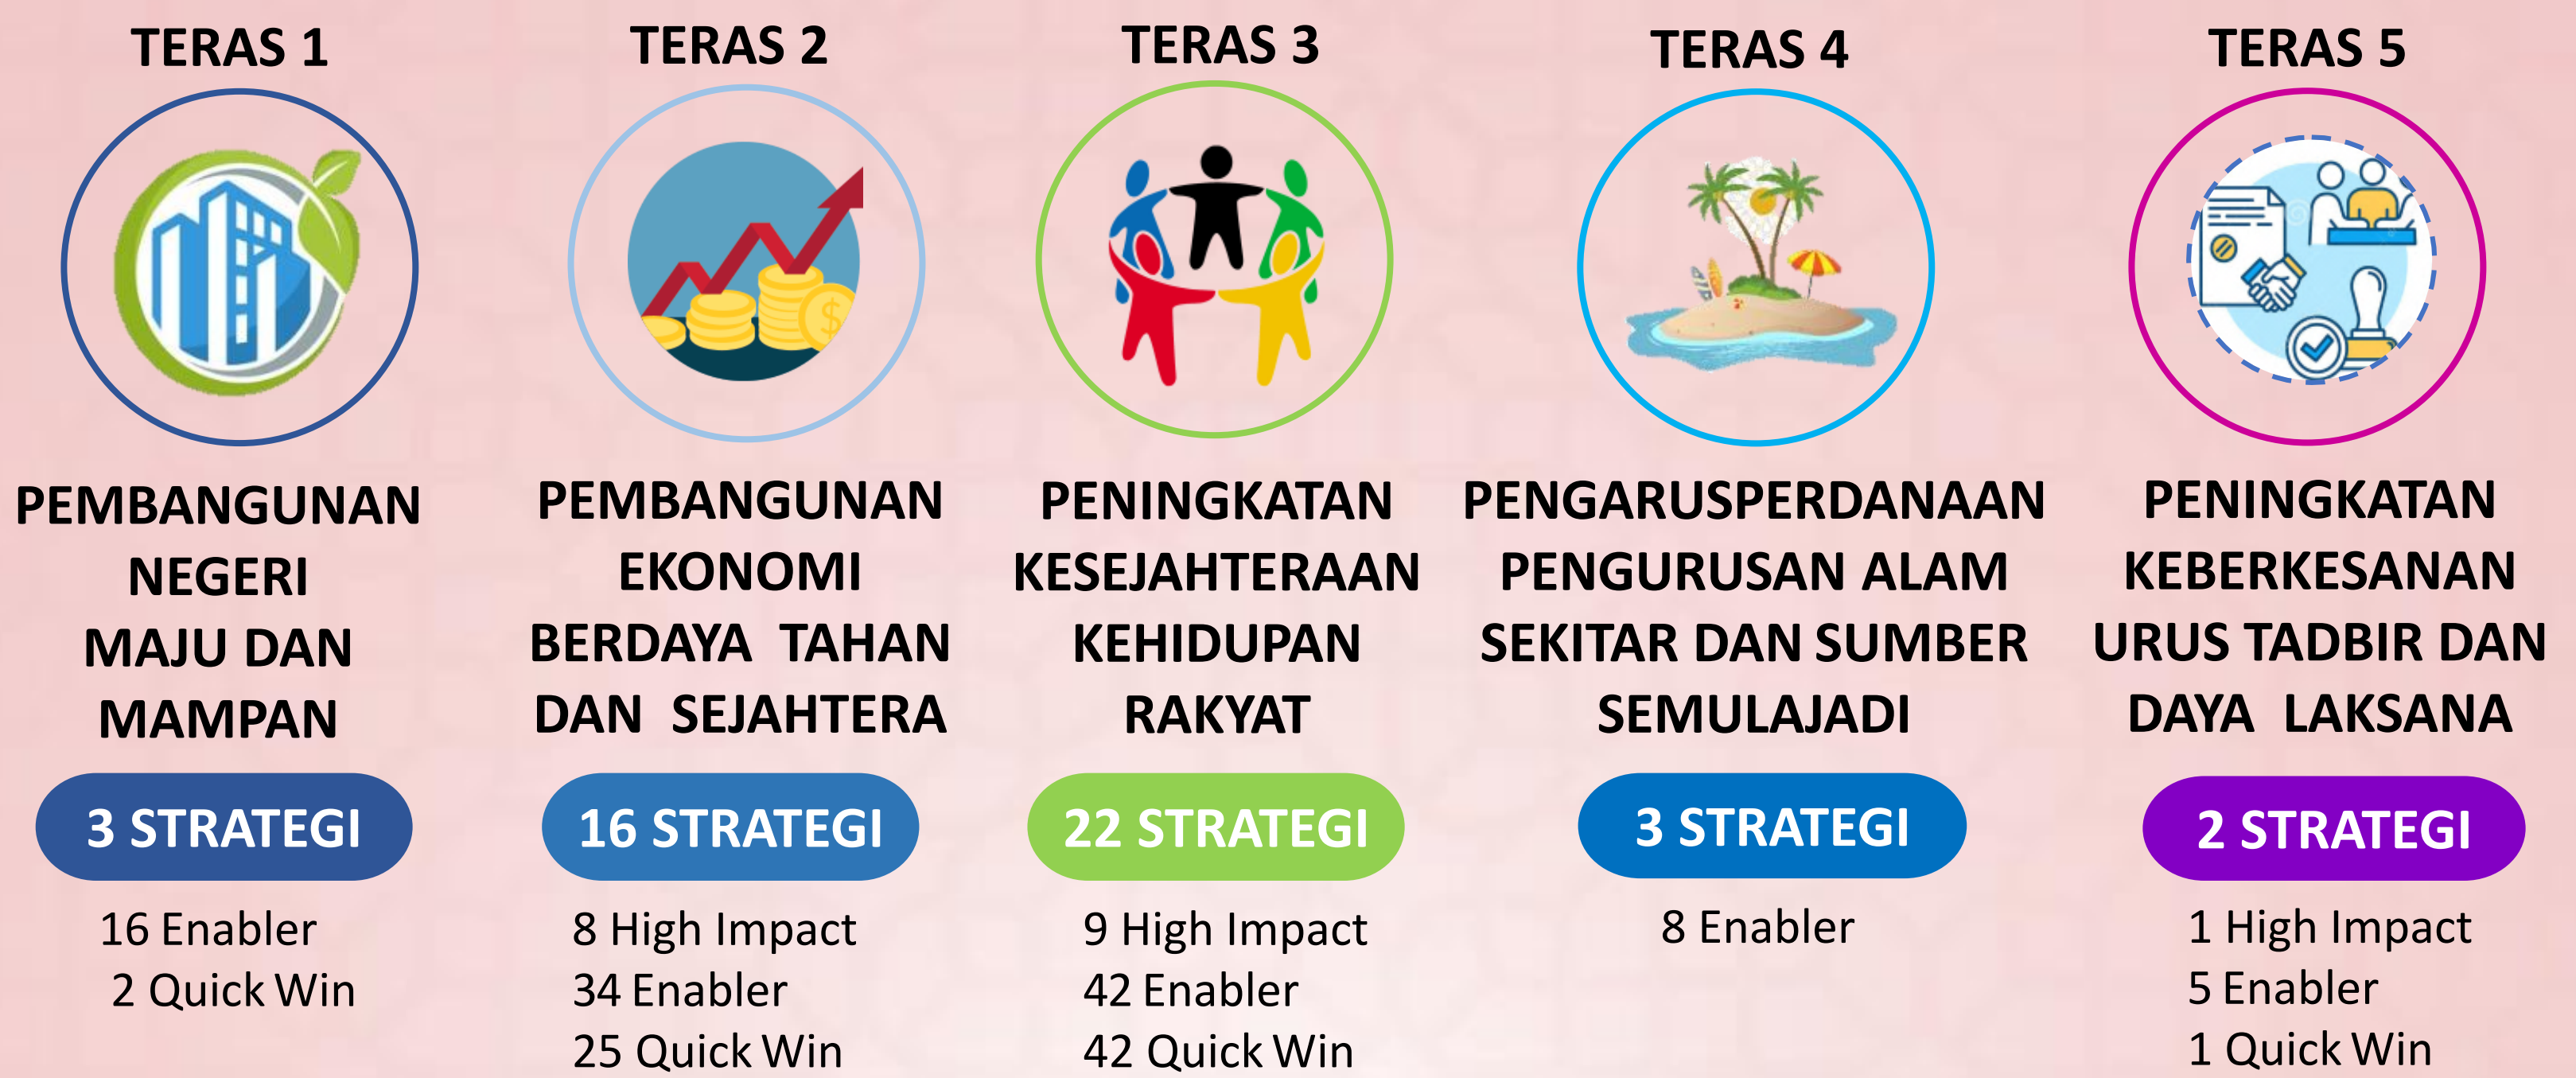 TERAS 1
PEMBANGUNAN
NEGERI
MAJU DAN
MAMPAN
3 STRATEGI
16 Enabler
2 Quick Win
TERAS 2
PEMBANGUNAN
EKONOMI
BERDAYA TAHAN
DAN SEJAHTERA
16 STRATEGI
8 High Impact
34 Enabler
25 Quick Win
TERAS 3
PENINGKATAN
KESEJAHTERAAN
KEHIDUPAN
RAKYAT
22 STRATEGI
9 High Impact
42 Enabler
42 Quick Win
TERAS 4
PENGARUSPERDANAAN
PENGURUSAN ALAM
SEKITAR DAN SUMBER
SEMULAJADI
3 STRATEGI
8 Enabler
TERAS 5
PENINGKATAN
KEBERKESANAN
URUS TADBIR DAN
DAYA LAKSANA
2 STRATEGI
1 High Impact
5 Enabler
1 Quick Win